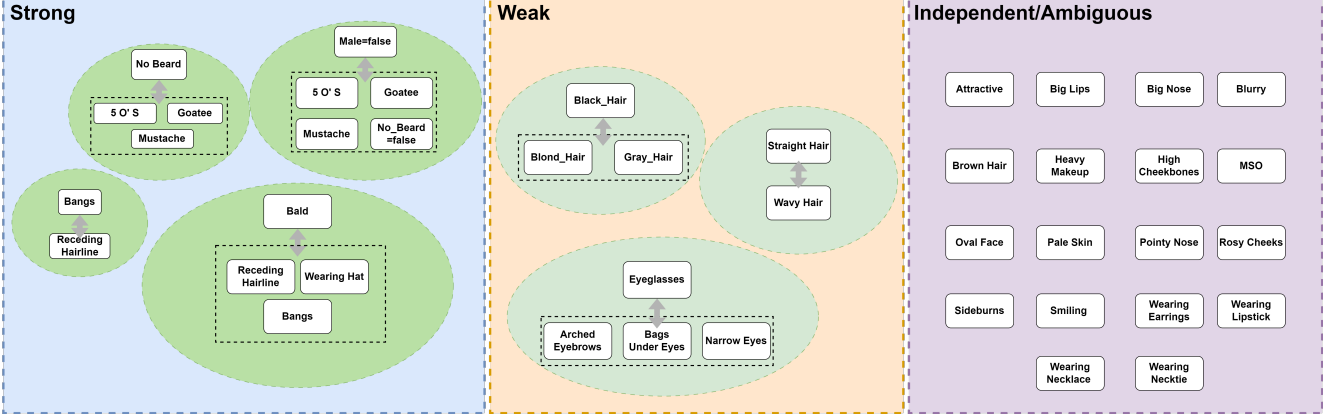 Strong
No Beard
5 O' S
Goatee
Mustache
Male=false
5 O' S
Goatee
Mustache
No_Beard
=false
Bangs
Receding
Hairline
Bald
Receding
Hairline
Wearing Hat
Bangs
Weak
Black_Hair
Blond_Hair
Gray_Hair
Straight Hair
Wavy Hair
Eyeglasses
Arched
Eyebrows
Bags
Under Eyes
Narrow Eyes
Independent/Ambiguous
Attractive
Big Lips
Big Nose
Blurry
Brown Hair
Heavy
Makeup
High
Cheekbones
MSO
Oval Face
Pale Skin
Pointy Nose
Rosy Cheeks
Sideburns
Smiling
Wearing
Earrings
Wearing
Lipstick
Wearing
Necklace
Wearing
Necktie